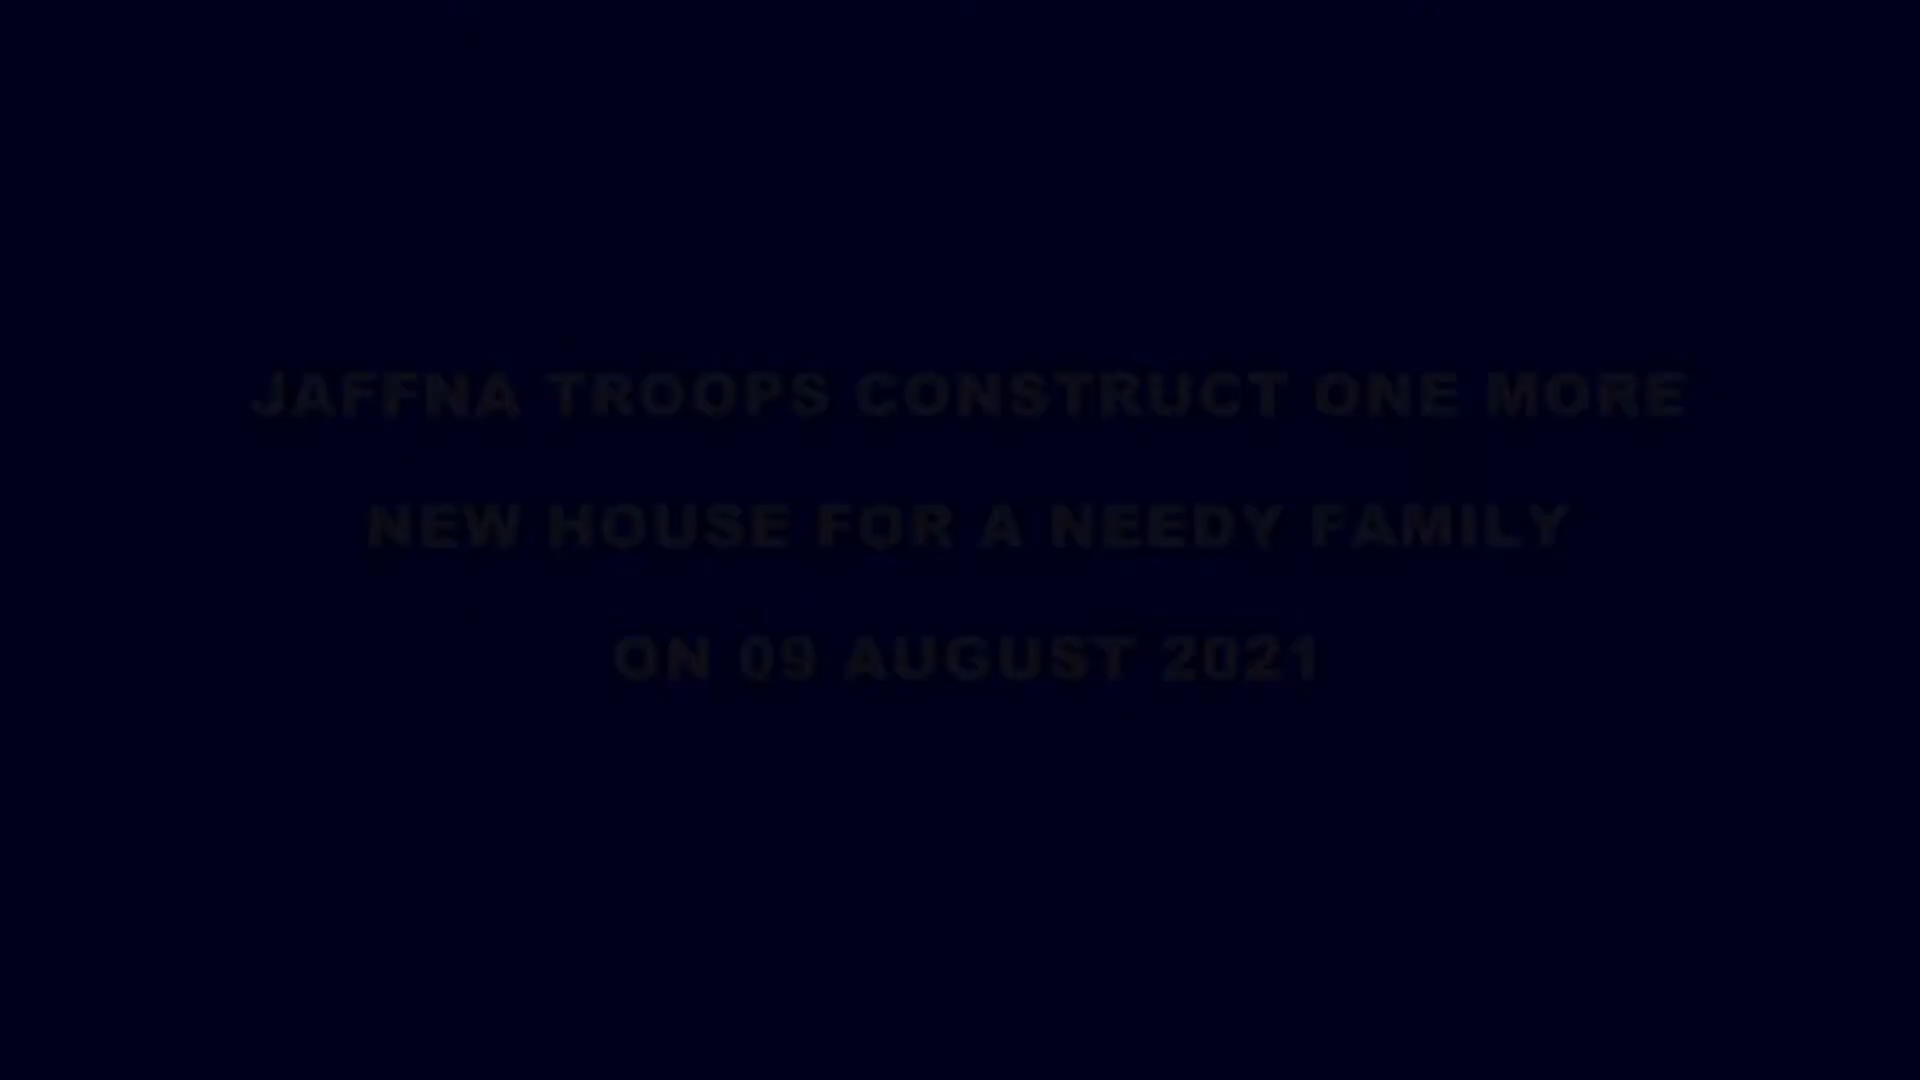 JAFFNA TROOPS CONSTRUCT ONE MORE
NEW HOUSE FOR A NEEDY FAMILY
ON 09 AUGUST 2021